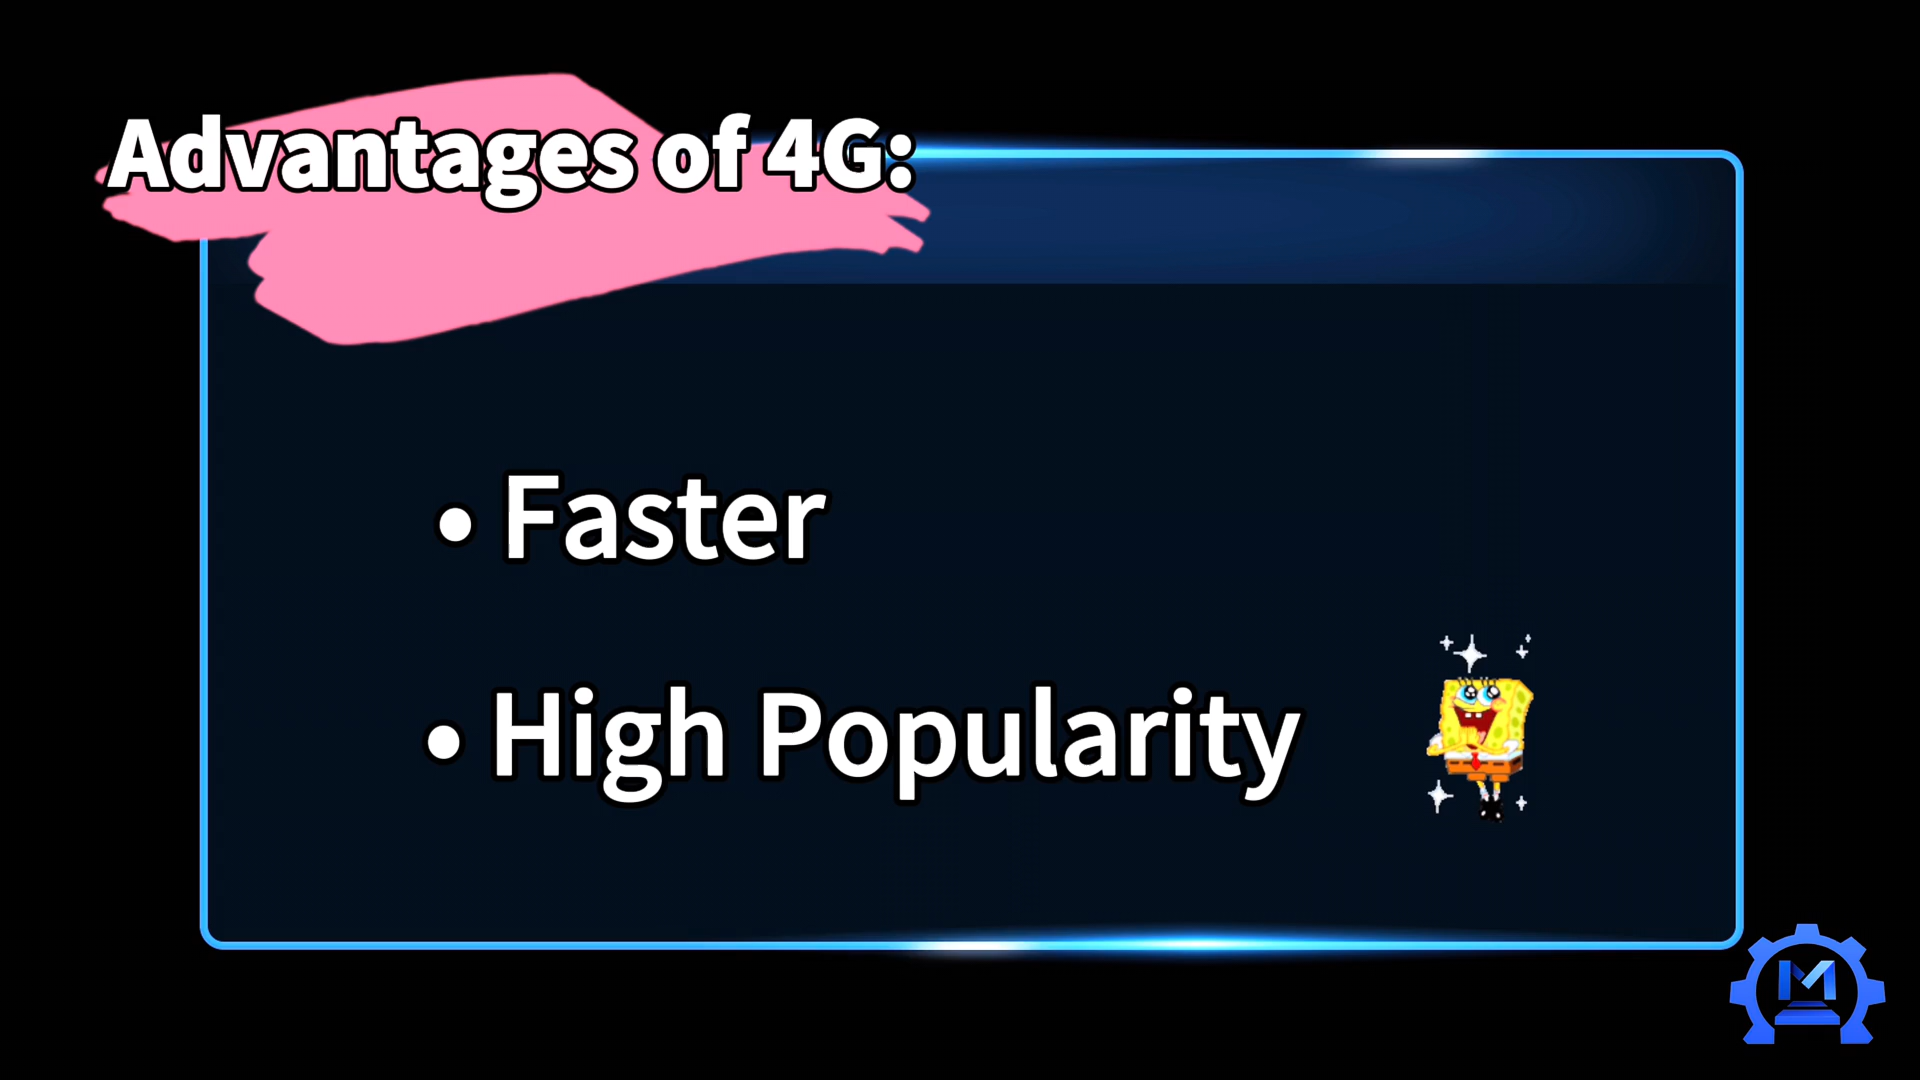 Advantages of 4G:
• Faster
• High Popularity
M